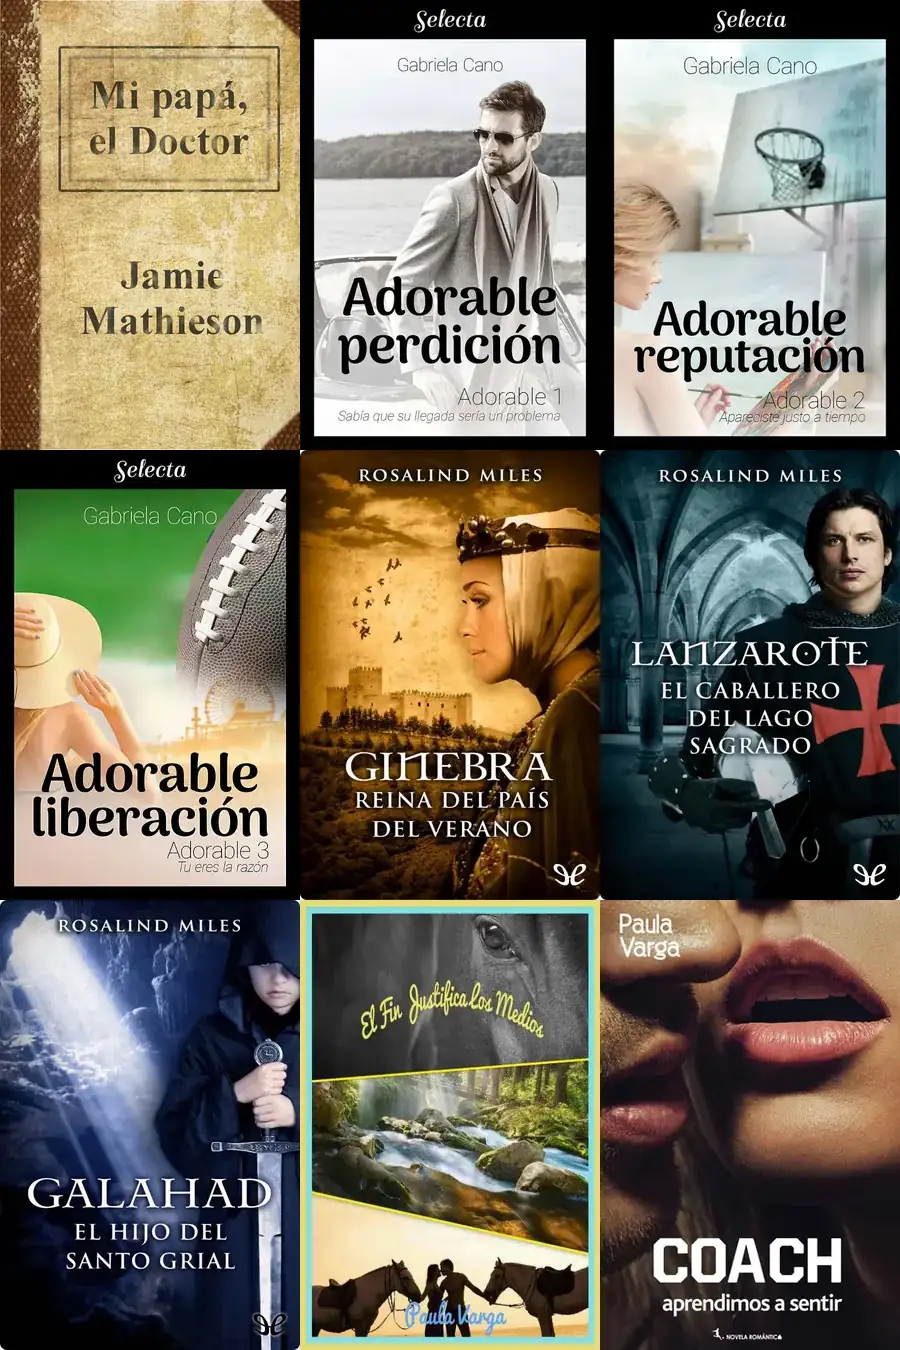 Mi papá,
el Doctor
Jamie
Mathieson
Selecta
Gabriela Cano
Adorable
perdición
Adorable 1
Sabía que su llegada sería un problema
Selecta
Gabriela Cano
Adorable
reputación
Adorable 2
Apareciste justo a tiempo
Selecta
Gabriela Cano
Adorable
liberación
Adorable 3
Tu eres la razón
ROSALIND MILES
GINEBRA
REINA DEL PAÍS
DEL VERANO
ROSALIND MILES
LANZAROTE
EL CABALLERO
DEL LAGO
SAGRADO
ROSALIND MILES
GALAHAD
EL HIJO DEL
SANTO GRIAL
El Fin Justifica Los Medios
Paula Varga
Paula
Varga
COACH
aprendimos a sentir
NOVELA ROMÁNTICA